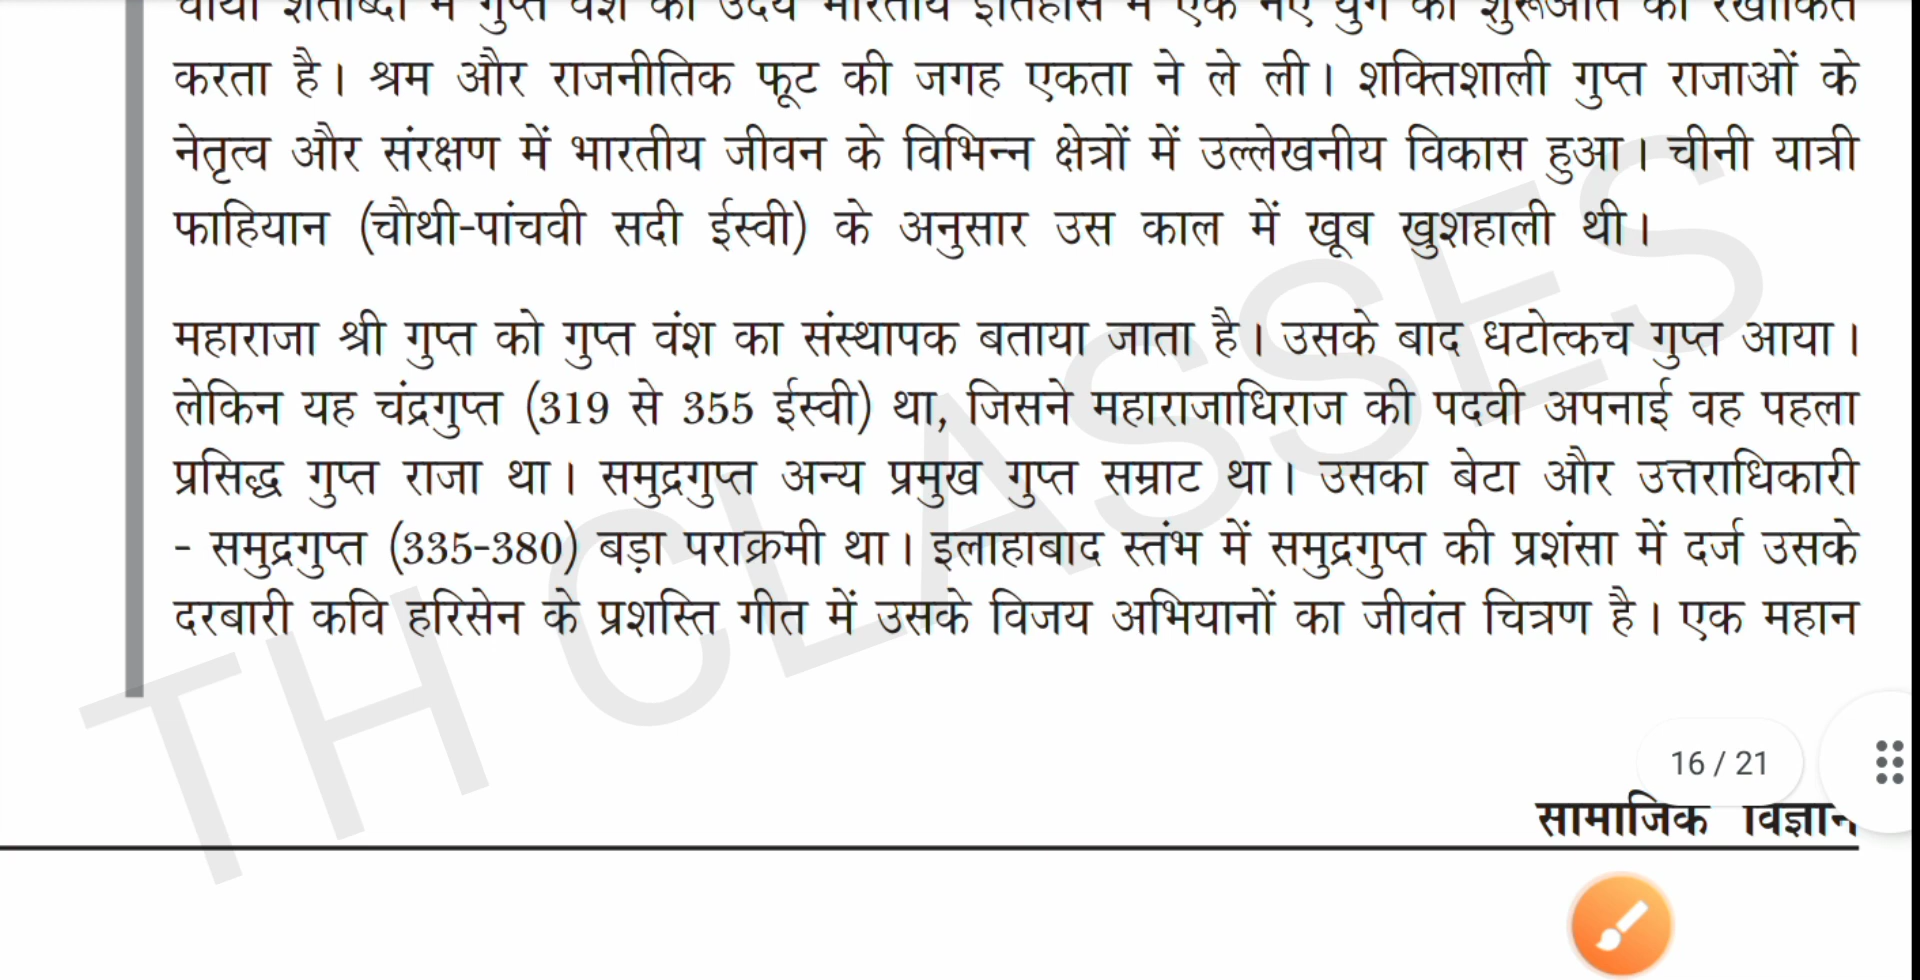 चौथी शताब्दी में गुप्त वंश का उदय भारतीय इतिहास में एक नए युग की शुरूआत को रेखांकित
करता है। श्रम और राजनीतिक फूट की जगह एकता ने ले ली। शक्तिशाली गुप्त राजाओं के
नेतृत्व और संरक्षण में भारतीय जीवन के विभिन्न क्षेत्रों में उल्लेखनीय विकास हुआ। चीनी यात्री
फाहियान (चौथी-पांचवी सदी ईस्वी) के अनुसार उस काल में खूब खुशहाली थी।
महाराजा श्री गुप्त को गुप्त वंश का संस्थापक बताया जाता है। उसके बाद धटोत्कच गुप्त आया।
लेकिन यह चंद्रगुप्त (319 से 355 ईस्वी) था, जिसने महाराजाधिराज की पदवी अपनाई वह पहला
प्रसिद्ध गुप्त राजा था। समुद्रगुप्त अन्य प्रमुख गुप्त सम्राट था। उसका बेटा और उत्तराधिकारी
- समुद्रगुप्त (335-380) बड़ा पराक्रमी था। इलाहाबाद स्तंभ में समुद्रगुप्त की प्रशंसा में दर्ज उसके
दरबारी कवि हरिसेन के प्रशस्ति गीत में उसके विजय अभियानों का जीवंत चित्रण है। एक महान
TH CLASSES
16 / 21
सामाजिक विज्ञान